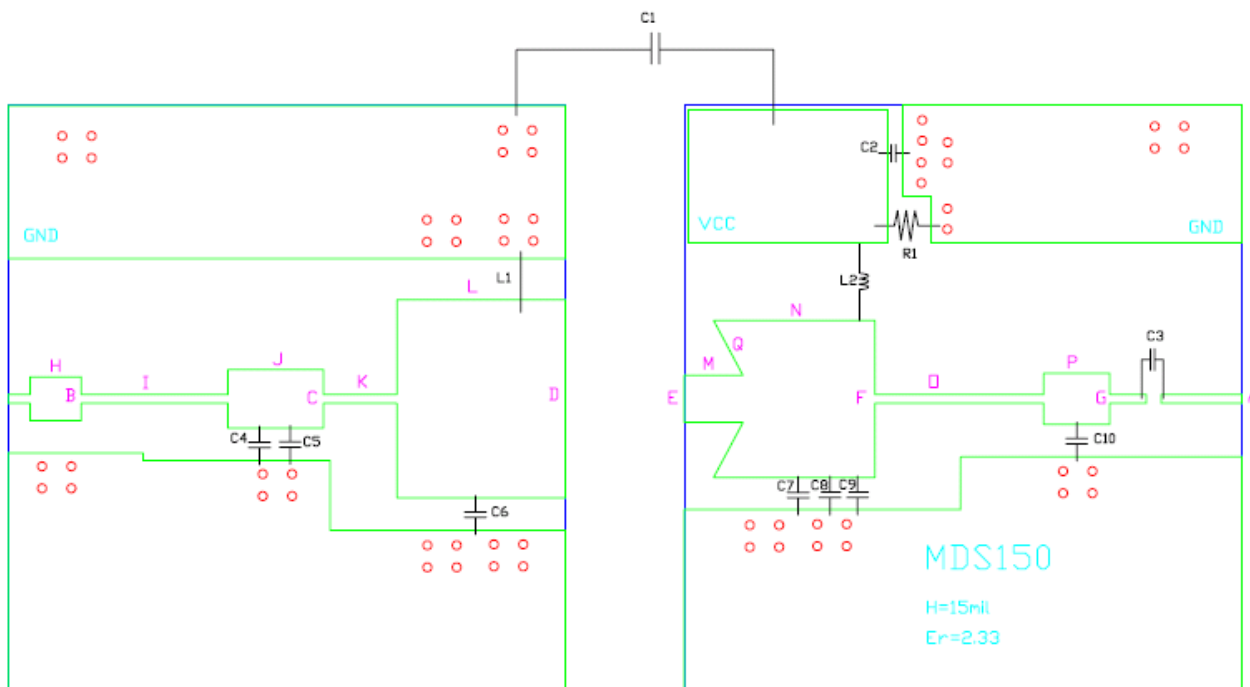 C1
C2
VCC
GND
R1
GND
L1
L
L2
N
Q
M
C3
H
B
I
J
C
K
D
E
F
O
P
G
A
C4
C5
C6
C7
C8
C9
C10
MDS150
H=15mil
Er=2.33